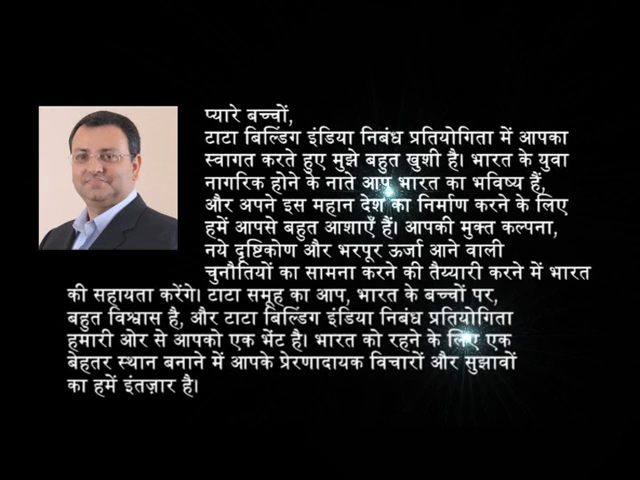 प्यारे बच्चों,
टाटा बिल्डिंग इंडिया निबंध प्रतियोगिता में आपका
स्वागत करते हुए मुझे बहुत खुशी है। भारत के युवा
नागरिक होने के नाते आप भारत का भविष्य हैं,
और अपने इस महान देश का निर्माण करने के लिए
हमें आपसे बहुत आशाएँ हैं। आपकी मुक्त कल्पना,
नये दृष्टिकोण और भरपूर ऊर्जा आने वाली
चुनौतियों का सामना करने की तैय्यारी करने में भारत
की सहायता करेंगे। टाटा समूह का आप, भारत के बच्चों पर,
बहुत विश्वास है, और टाटा बिल्डिंग इंडिया निबंध प्रतियोगिता
हमारी ओर से आपको एक भेंट है। भारत को रहने के लिए एक
बेहतर स्थान बनाने में आपके प्रेरणादायक विचारों और सुझावों
का हमें इंतज़ार है।